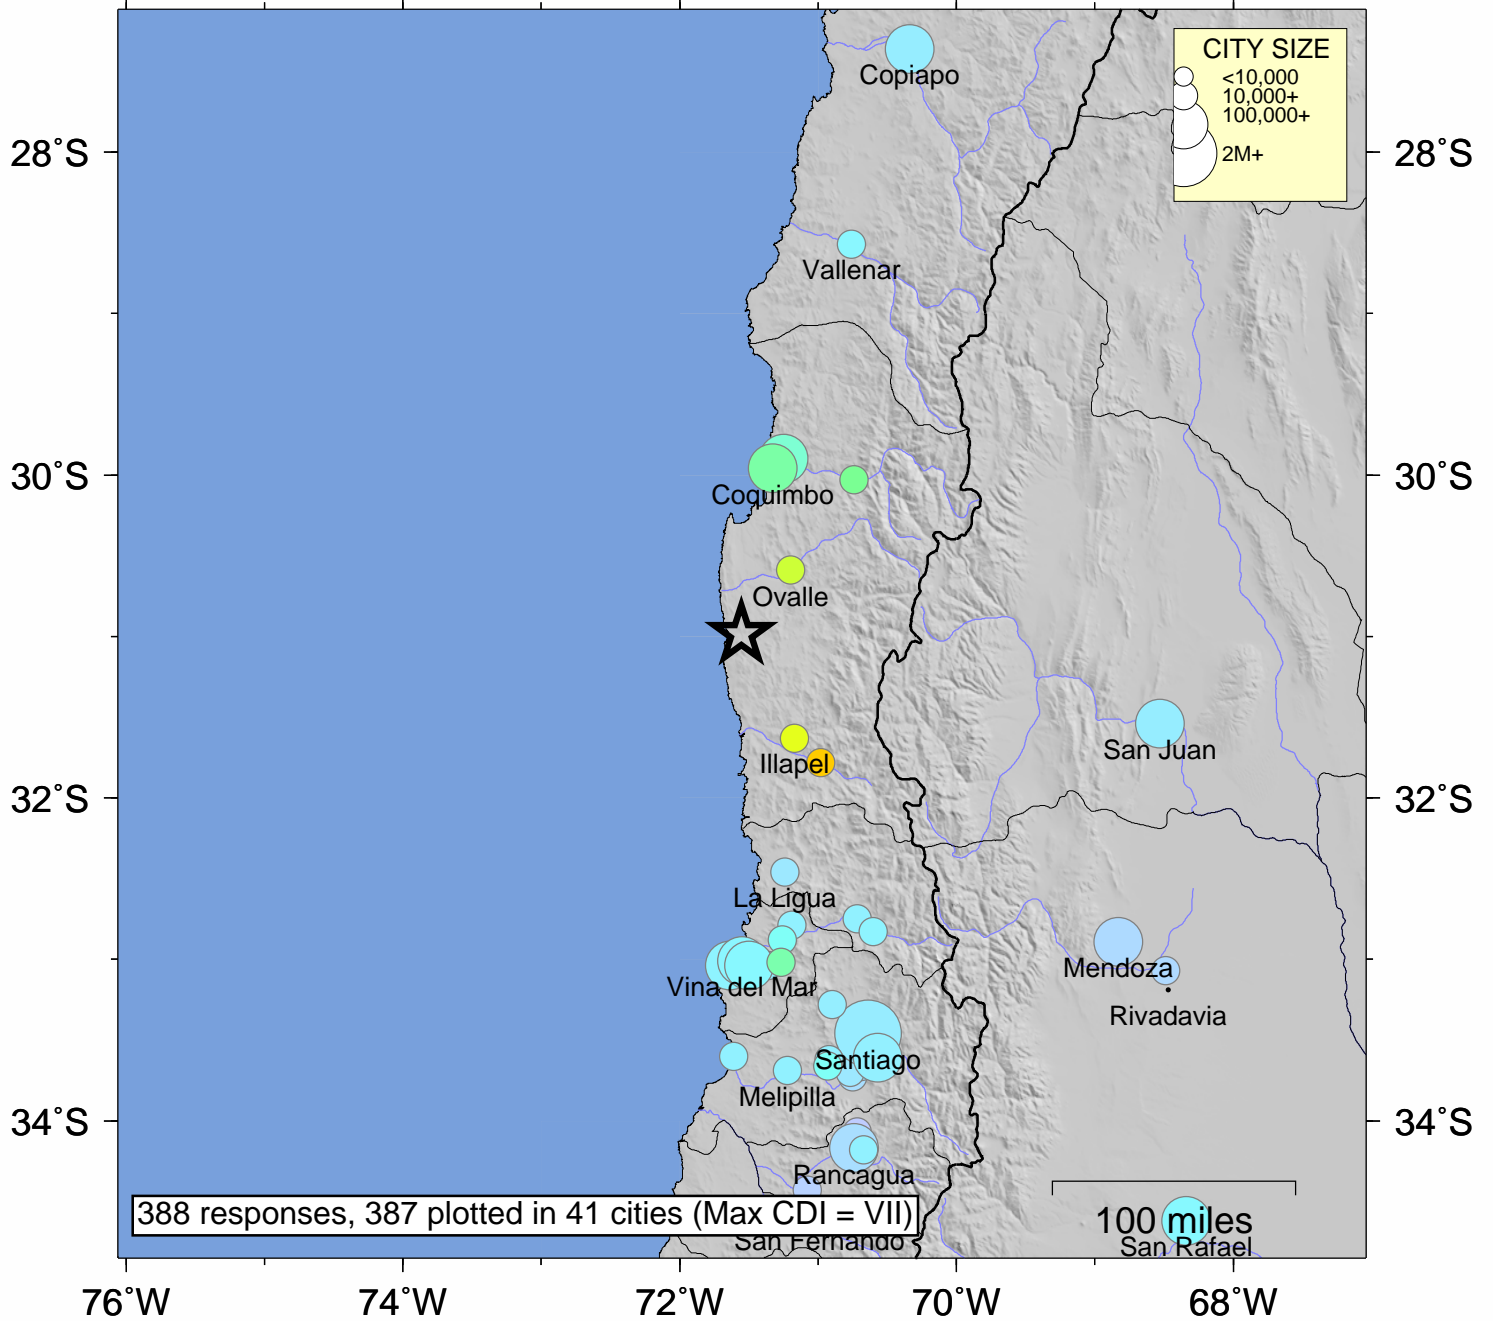 CITY SIZE
<10,000
10,000+
100,000+
2M+
Copiapo
28˚S
28˚S
Vallenar
30˚S
30˚S
Coquimbo
Ovalle
San Juan
Illapel
32˚S
32˚S
La Ligua
Mendoza
Vina del Mar
Rivadavia
Santiago
Melipilla
34˚S
34˚S
Rancagua
388 responses, 387 plotted in 41 cities (Max CDI = VII)
100 miles
San Fernando
San Rafael
76˚W
74˚W
72˚W
70˚W
68˚W